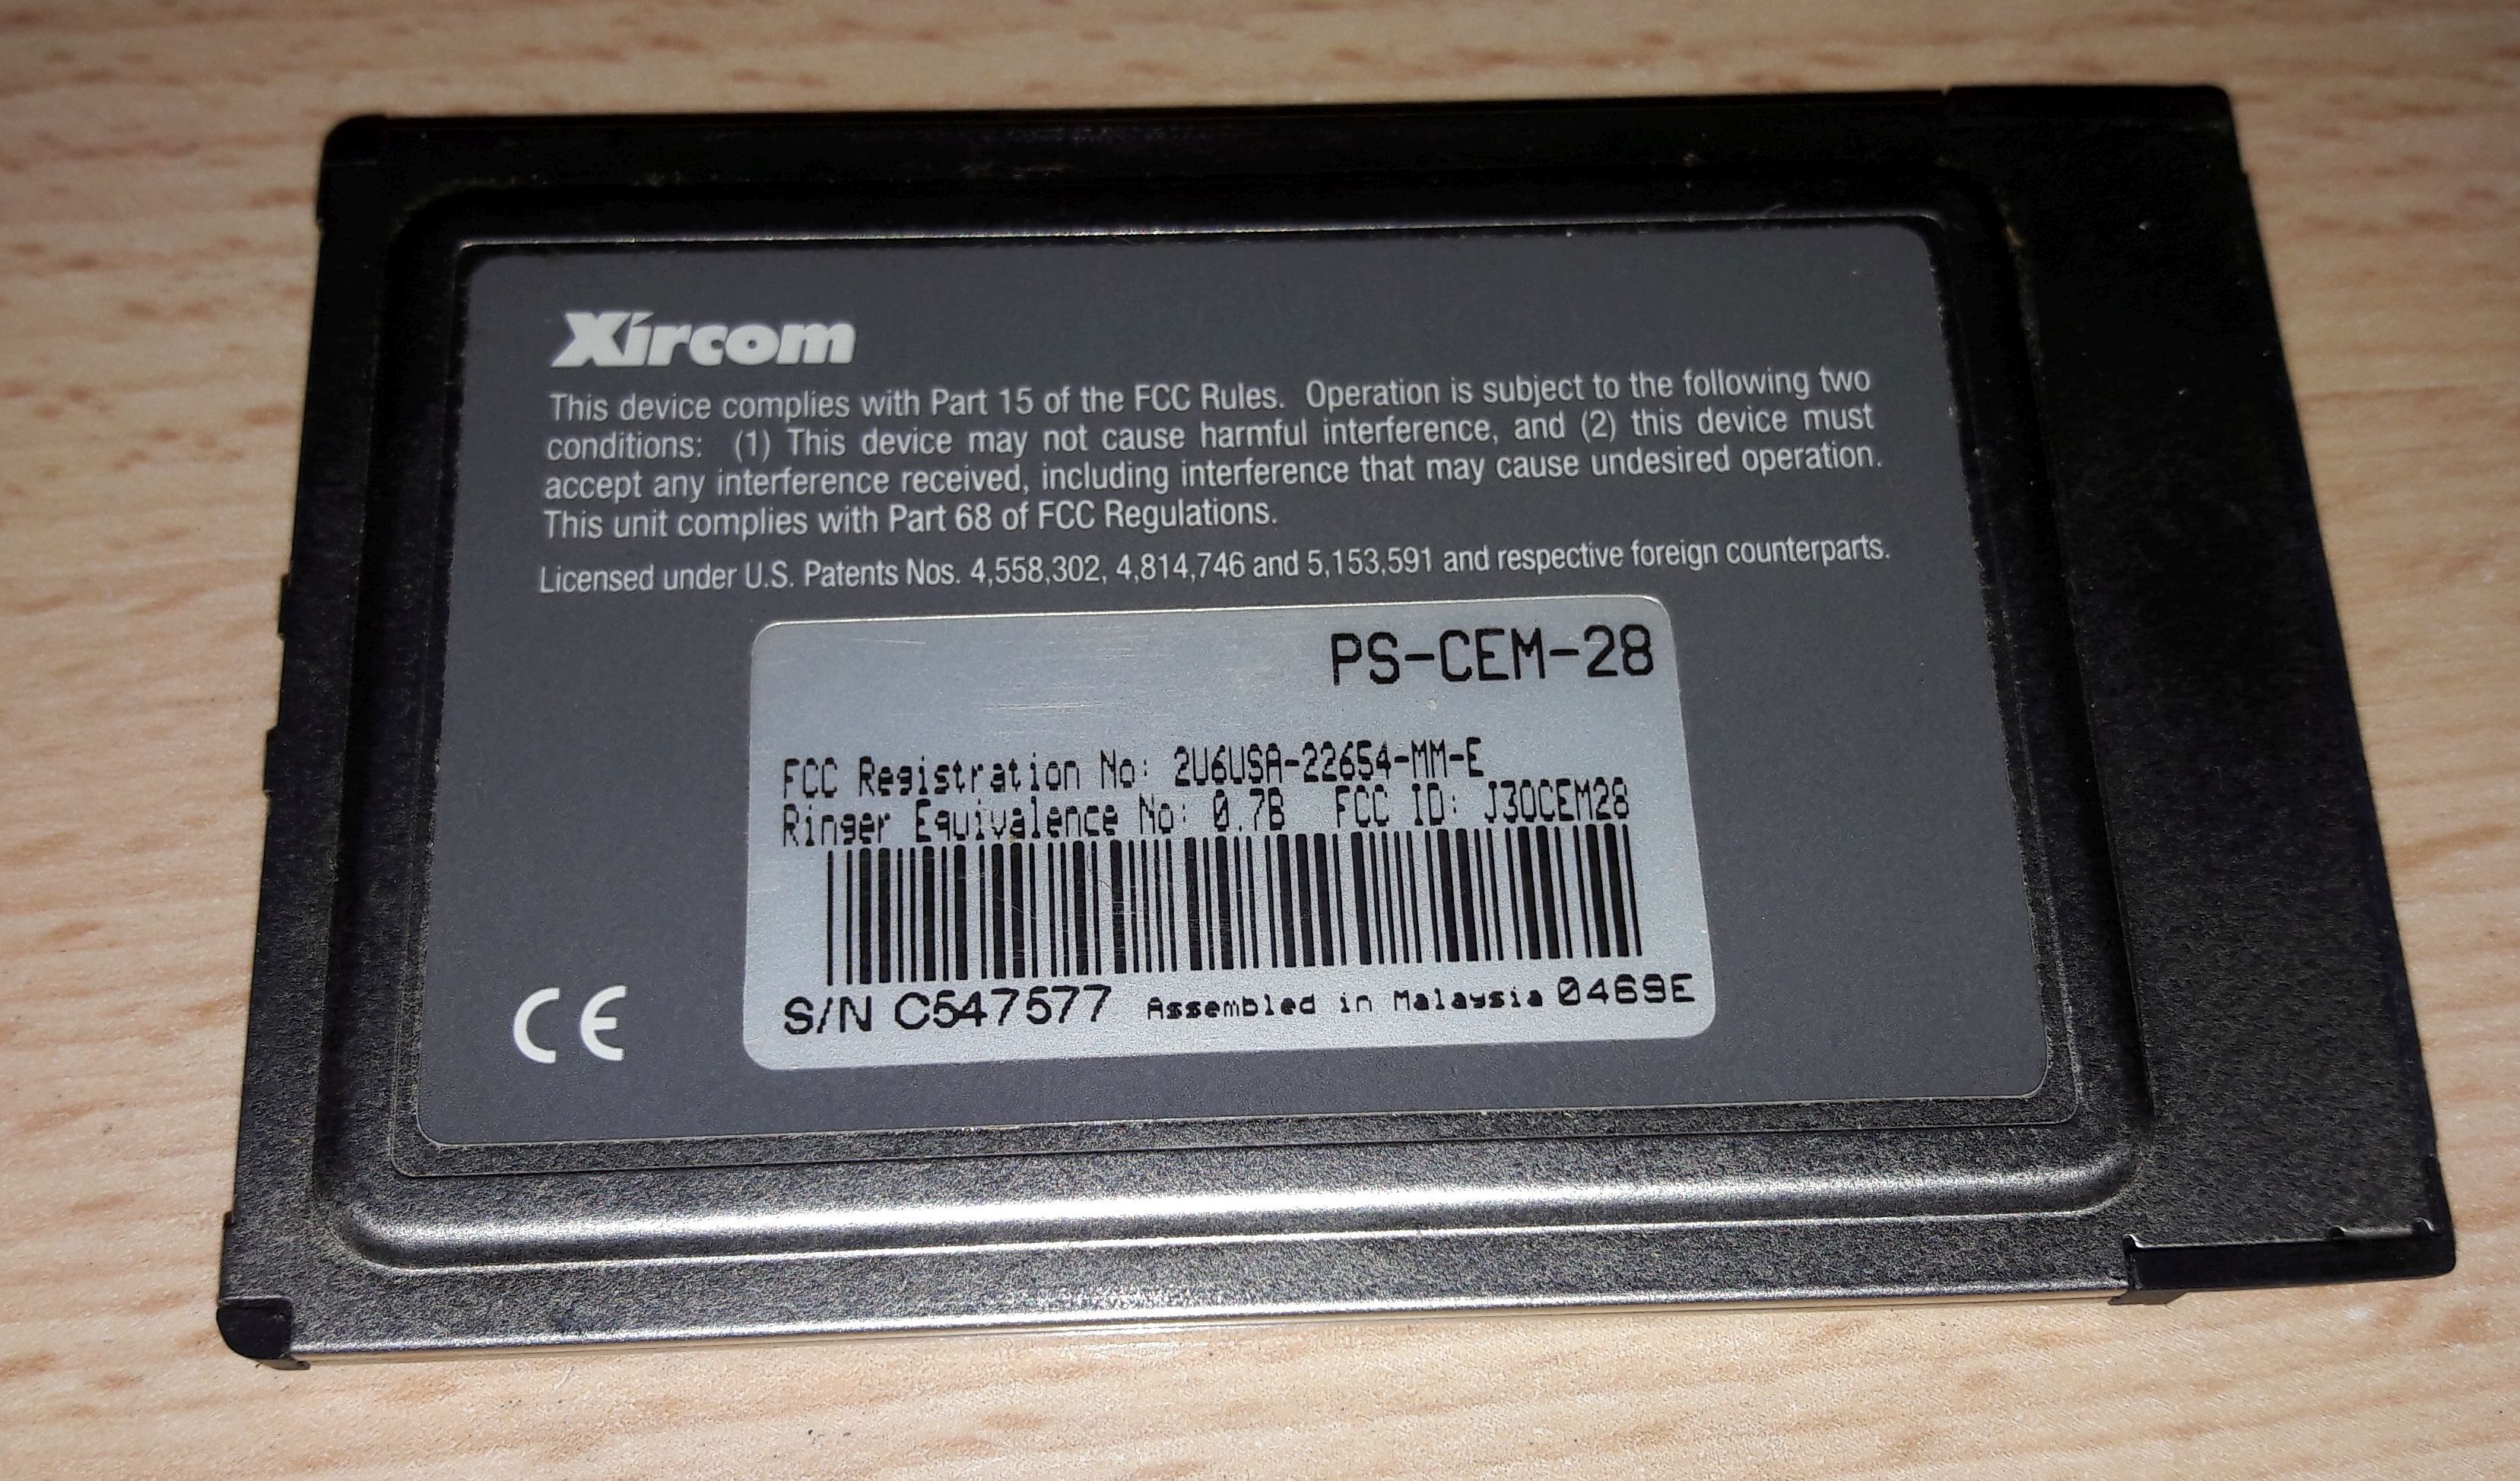 Xircom
This device complies with Part 15 of the FCC Rules. Operation is subject to the following two
conditions: (1) This device may not cause harmful interference, and (2) this device must
accept any interference received, including interference that may cause undesired operation.
This unit complies with Part 68 of FCC Regulations.
Licensed under U.S. Patents Nos. 4,558,302, 4,814,746 and 5,153,591 and respective foreign counterparts.
PS-CEM-28
FCC Registration No: 2U6USA-22654-MM-E
Ringer Equivalence No: 0.7B FCC ID: J30CEM28
S/N C547577 Assembled in Malaysia 0469E
CE